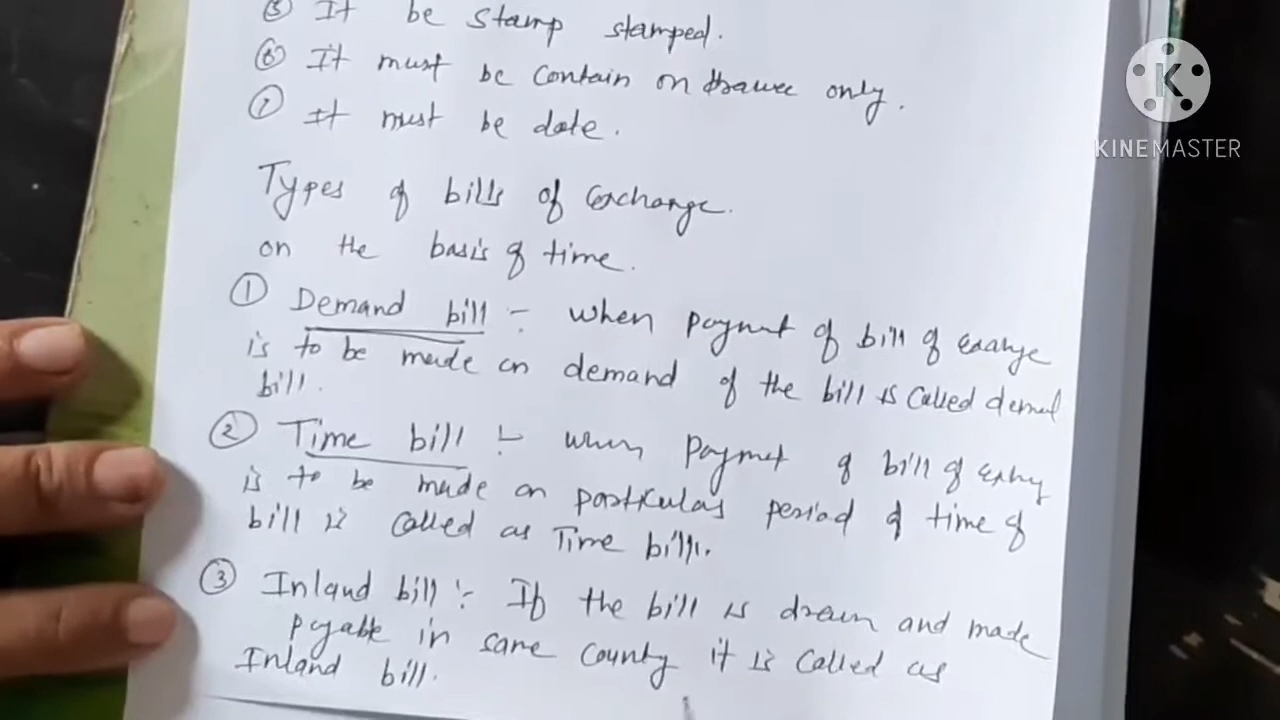 ⑤ It be stamp stamped.
⑥ It must be contain on drawee only.
⑦ It must be date.
Types of bills of Exchange.
on the basis of time.
① Demand bill :- when payment of bill of exchange
is to be made on demand of the bill is called demand
bill.
② Time bill :- when payment of bill of exchange
is to be made on particular period of time of
bill is called as Time bill.
③ Inland bill :- If the bill is drawn and made
payable in same country it is called as
Inland bill.
K
KINEMASTER